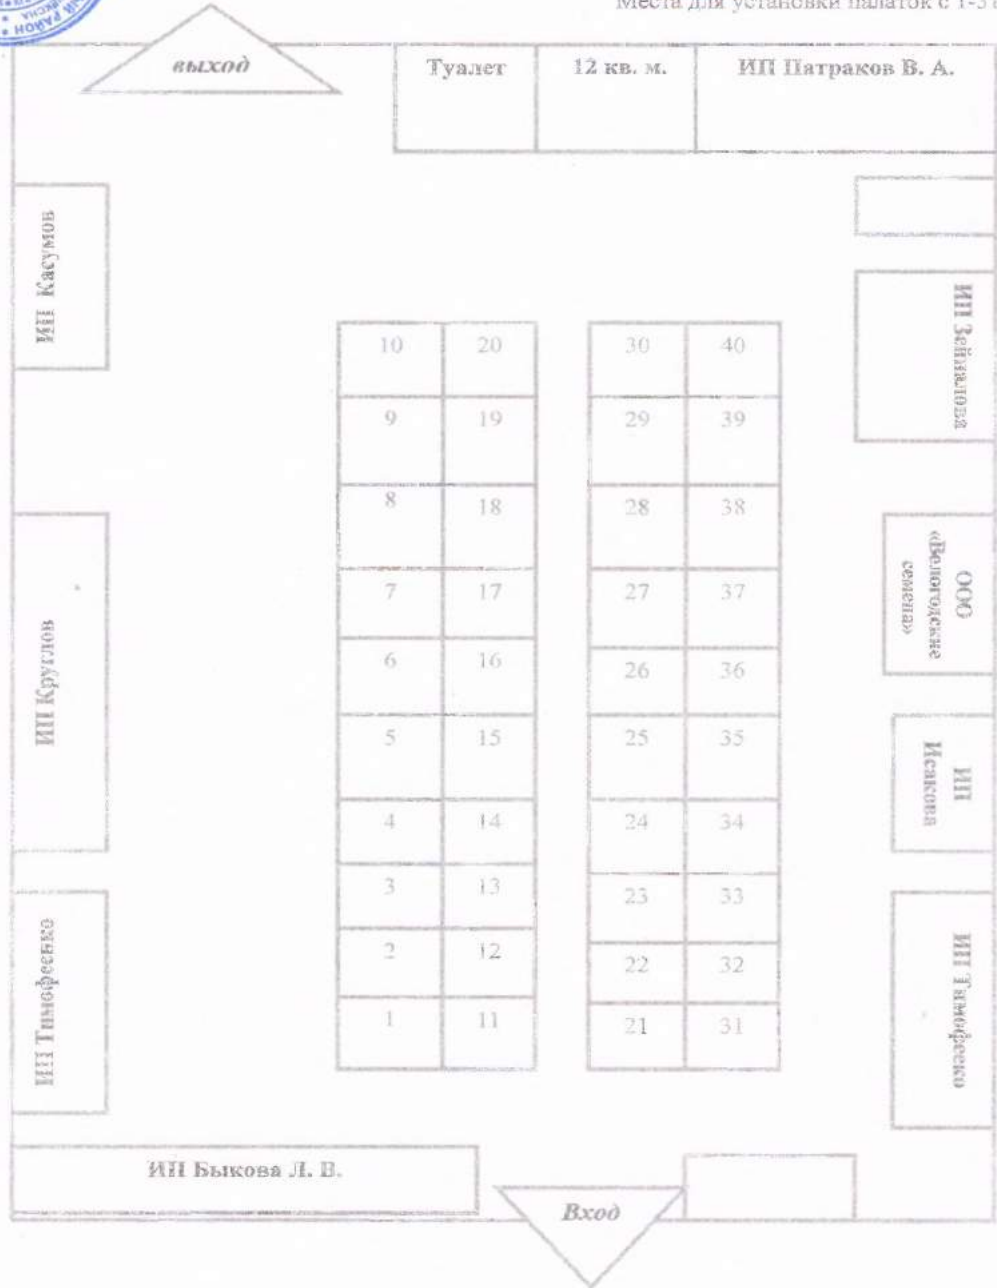 Места для установки палаток с 1-3
выход
Туалет
12 кв. м.
ИП Патраков В. А.
ИП Касумов
ИП Зейналова
10 20 30 40
9 19 29 39
8 18 28 38
7 17 27 37
6 16 26 36
5 15 25 35
4 14 24 34
3 13 23 33
2 12 22 32
1 11 21 31
ИП Круглов
ООО
«Вологодские
семена»
ИП
Исакова
ИП Тимофеенко
ИП Тимофеенко
ИП Быкова Л. В.
Вход